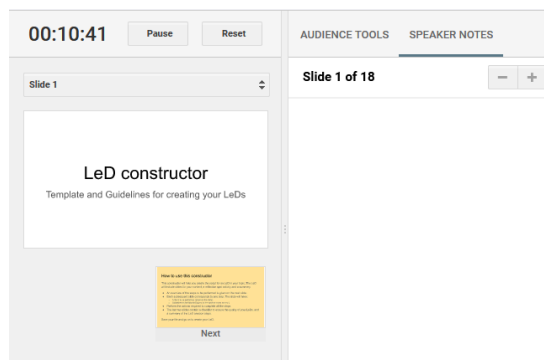 00:10:41
Pause
Reset
Slide 1
LeD constructor
Template and Guidelines for creating your LeDs
How to use this constructor
Next
AUDIENCE TOOLS
SPEAKER NOTES
Slide 1 of 18